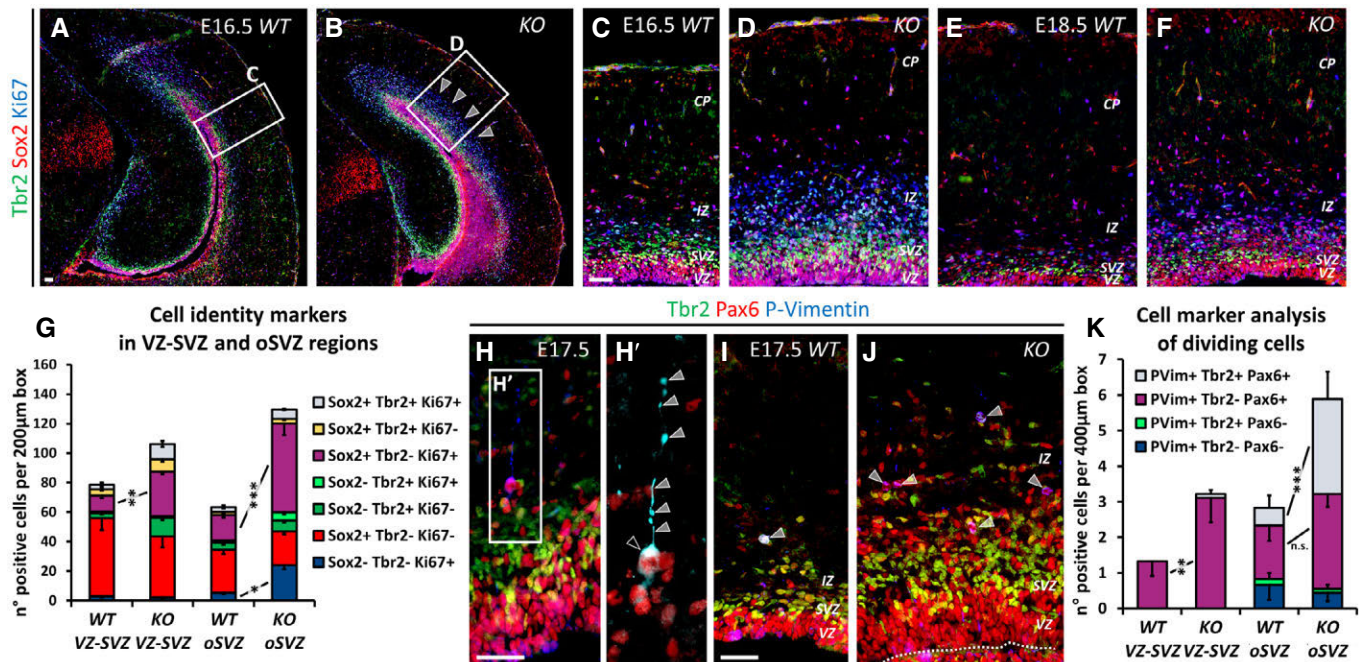 A
E16.5 WT
C
B
KO
D
C
E16.5 WT
CP
IZ
SVZ
VZ
D
KO
CP
IZ
SVZ
VZ
E
E18.5 WT
CP
IZ
SVZ
VZ
F
KO
CP
IZ
SVZ
VZ
Tbr2 Sox2 Ki67
G
Cell identity markers
in VZ-SVZ and oSVZ regions
n° positive cells per 200µm box
160
140
120
100
80
60
40
20
0
**
***
*
WT
VZ-SVZ
KO
VZ-SVZ
WT
oSVZ
KO
oSVZ
Sox2+ Tbr2+ Ki67+
Sox2+ Tbr2+ Ki67-
Sox2+ Tbr2- Ki67+
Sox2- Tbr2+ Ki67+
Sox2- Tbr2+ Ki67-
Sox2+ Tbr2- Ki67-
Sox2- Tbr2- Ki67+
Tbr2 Pax6 P-Vimentin
H
E17.5
H'
H'
I
E17.5 WT
IZ
SVZ
VZ
J
KO
IZ
SVZ
VZ
K
Cell marker analysis
of dividing cells
n° positive cells per 400µm box
7
6
5
4
3
2
1
0
PVim+ Tbr2+ Pax6+
PVim+ Tbr2- Pax6+
PVim+ Tbr2+ Pax6-
PVim+ Tbr2- Pax6-
**
***
n.s.
WT
VZ-SVZ
KO
VZ-SVZ
WT
oSVZ
KO
oSVZ